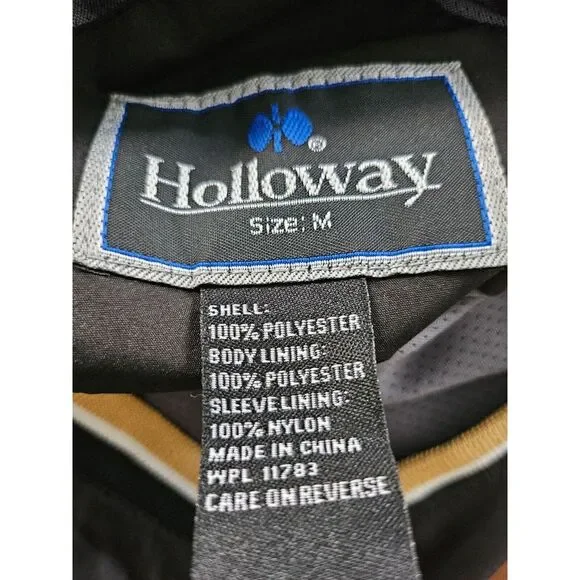 ®
Holloway
Size: M
SHELL:
100% POLYESTER
BODY LINING:
100% POLYESTER
SLEEVE LINING:
100% NYLON
MADE IN CHINA
WPL 11783
CARE ON REVERSE